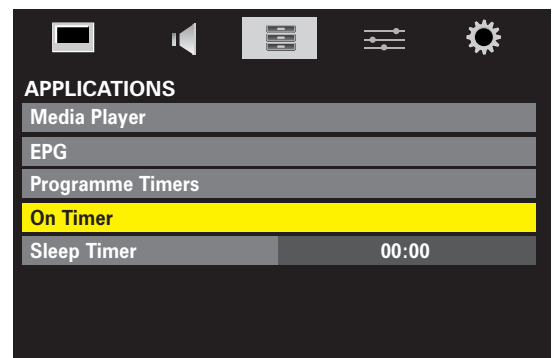 APPLICATIONS
Media Player
EPG
Programme Timers
On Timer
Sleep Timer 00:00